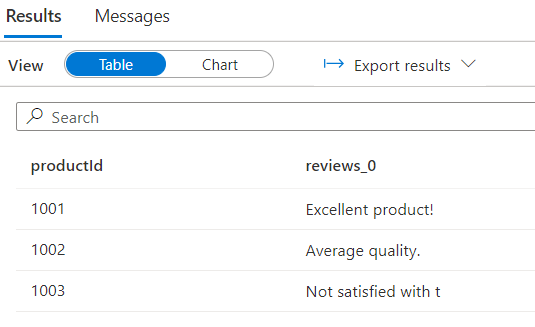 Results Messages
View Table Chart Export results
Search
productId reviews_0
1001 Excellent product!
1002 Average quality.
1003 Not satisfied with t